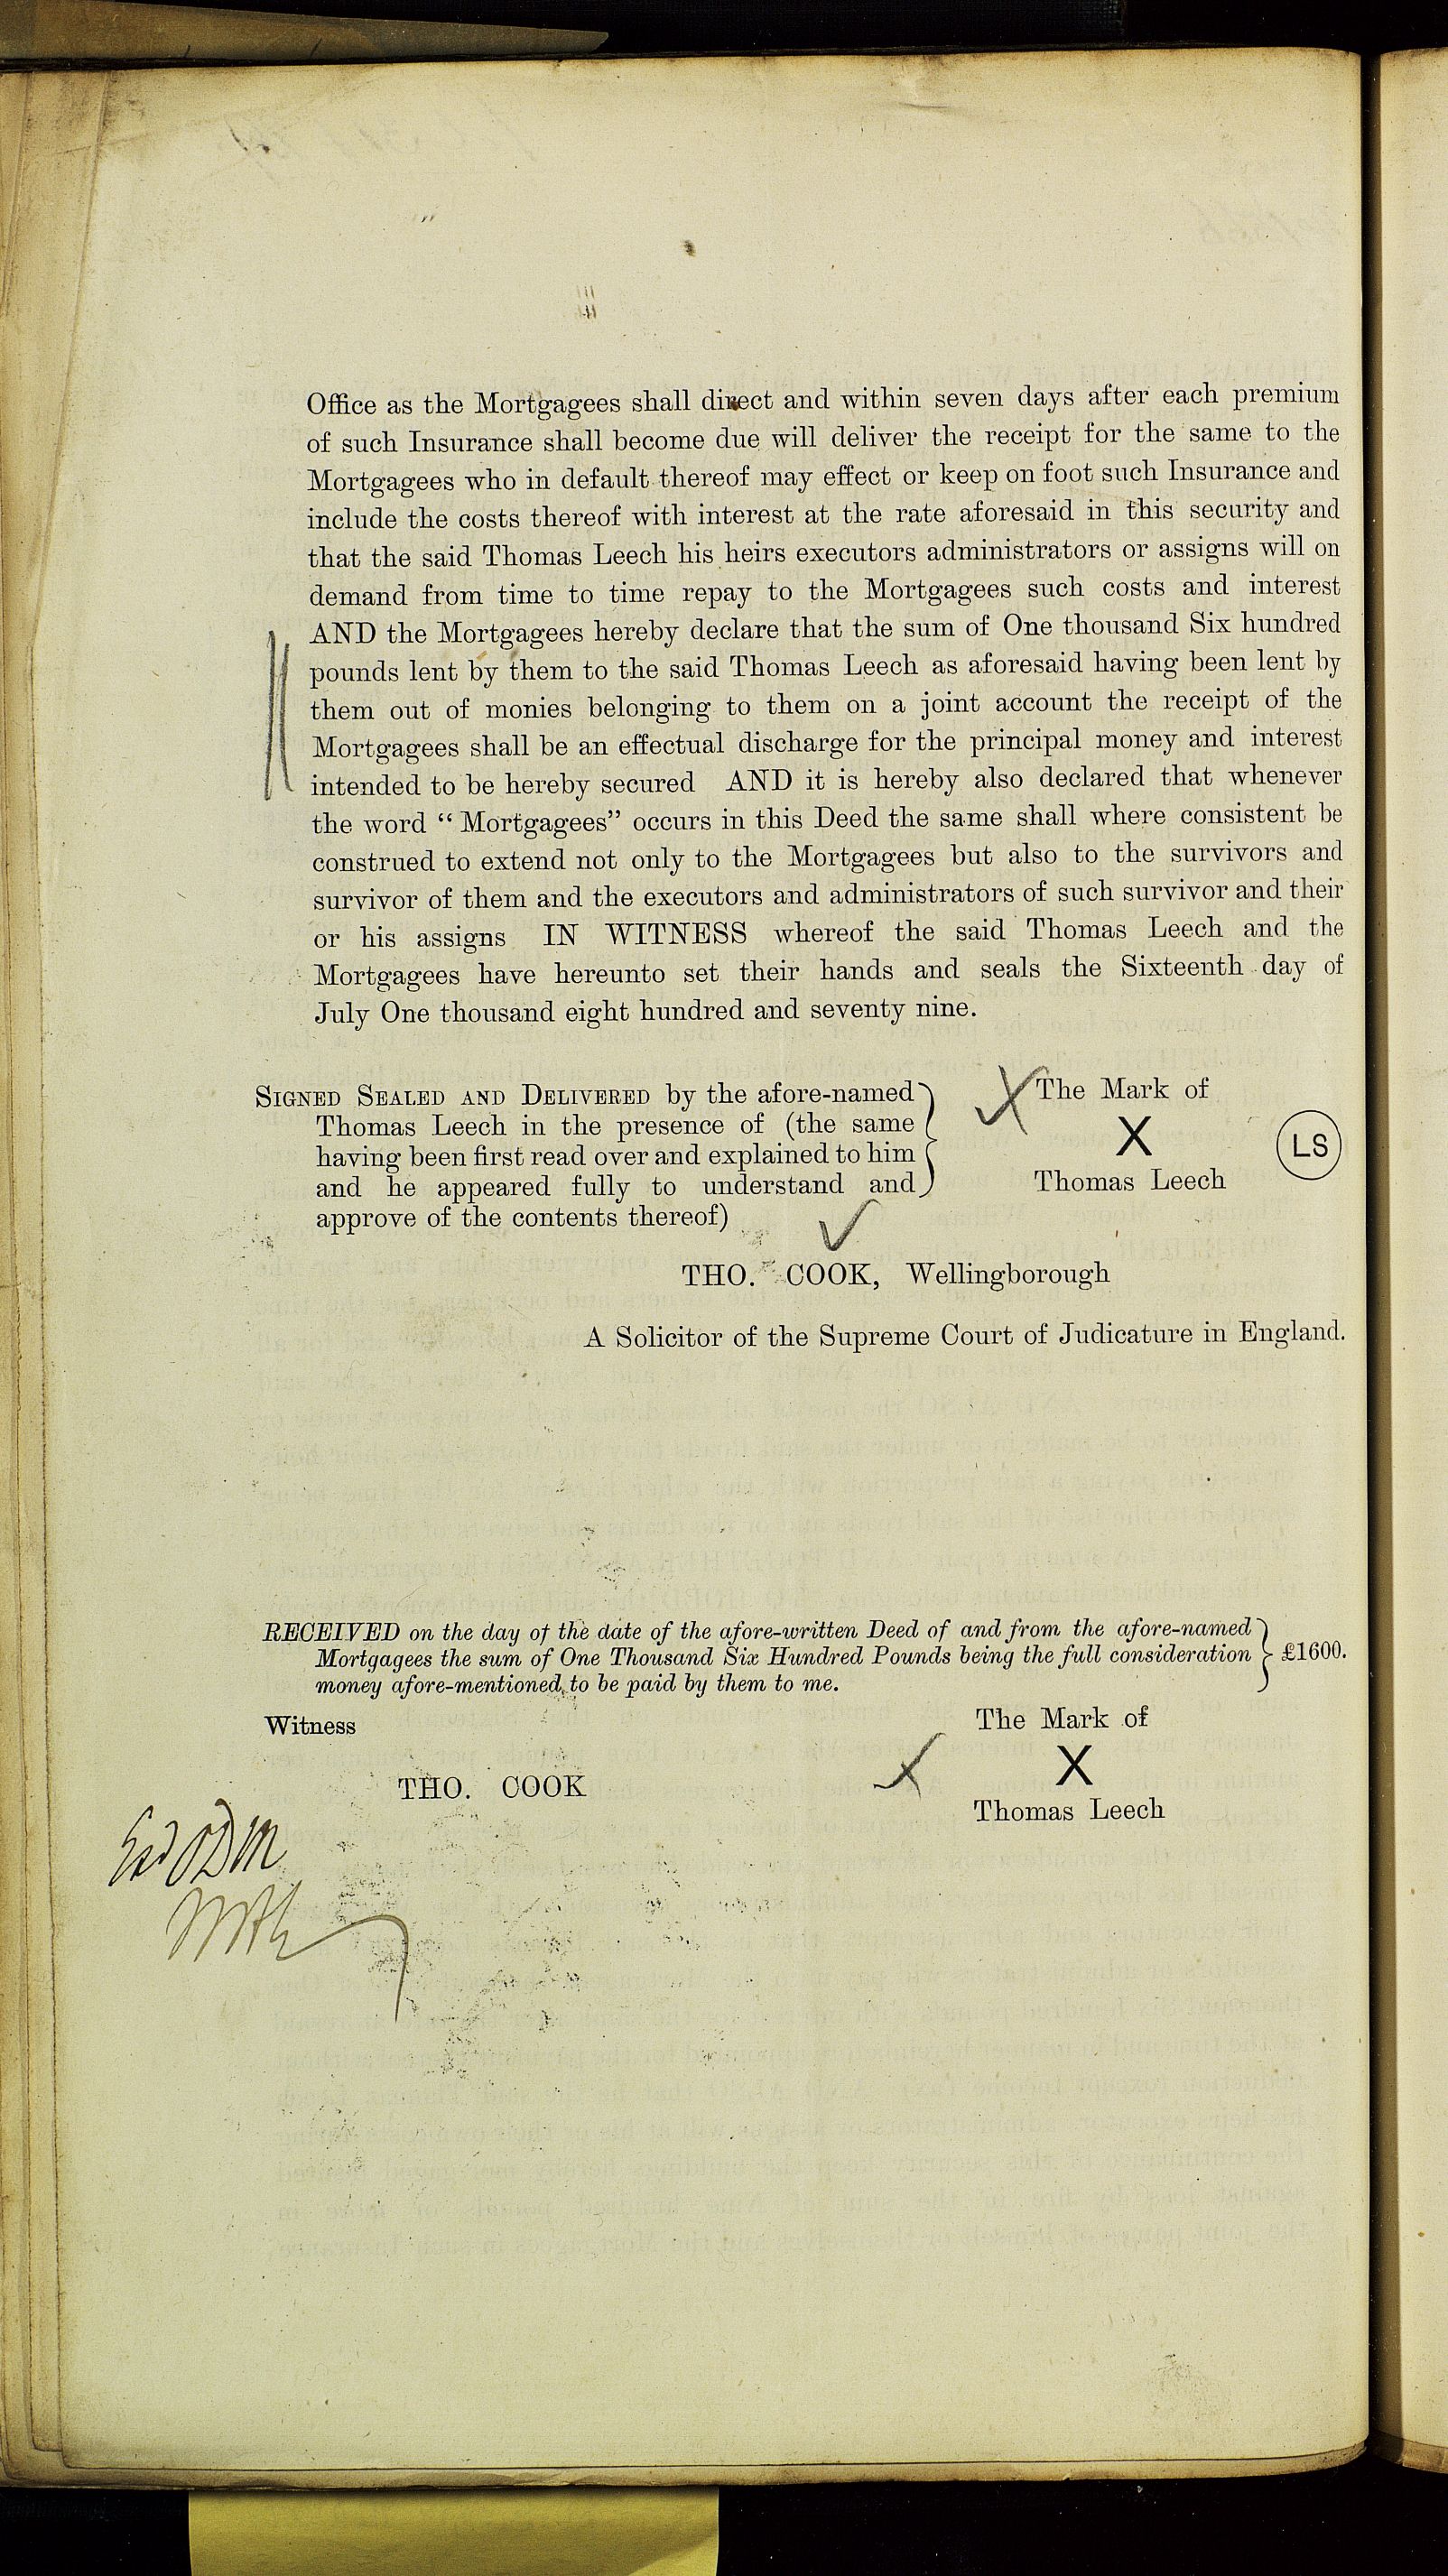 Office as the Mortgagees shall direct and within seven days after each premium
of such Insurance shall become due will deliver the receipt for the same to the
Mortgagees who in default thereof may effect or keep on foot such Insurance and
include the costs thereof with interest at the rate aforesaid in this security and
that the said Thomas Leech his heirs executors administrators or assigns will on
demand from time to time repay to the Mortgagees such costs and interest
AND the Mortgagees hereby declare that the sum of One thousand Six hundred
pounds lent by them to the said Thomas Leech as aforesaid having been lent by
them out of monies belonging to them on a joint account the receipt of the
Mortgagees shall be an effectual discharge for the principal money and interest
intended to be hereby secured AND it is hereby also declared that whenever
the word “Mortgagees” occurs in this Deed the same shall where consistent be
construed to extend not only to the Mortgagees but also to the survivors and
survivor of them and the executors and administrators of such survivor and their
or his assigns IN WITNESS whereof the said Thomas Leech and the
Mortgagees have hereunto set their hands and seals the Sixteenth day of
July One thousand eight hundred and seventy nine.
SIGNED SEALED AND DELIVERED by the afore-named
Thomas Leech in the presence of (the same
having been first read over and explained to him
and he appeared fully to understand and
approve of the contents thereof)
The Mark of
X
Thomas Leech
LS
THO. COOK, Wellingborough
A Solicitor of the Supreme Court of Judicature in England.
RECEIVED on the day of the date of the afore-written Deed of and from the afore-named
Mortgagees the sum of One Thousand Six Hundred Pounds being the full consideration
money afore-mentioned to be paid by them to me.
£1600.
Witness
THO. COOK
The Mark of
X
Thomas Leech